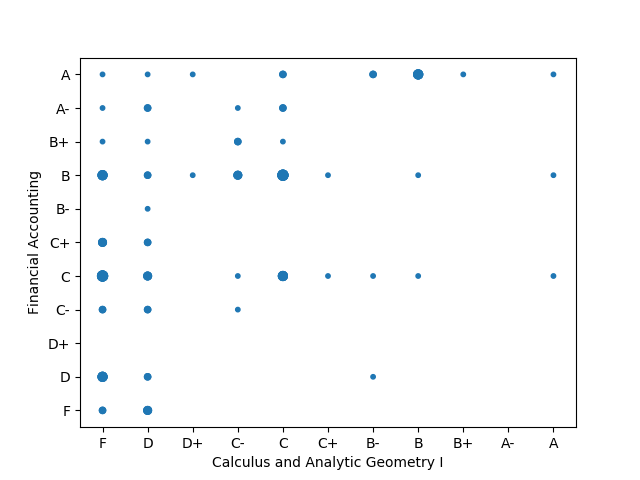 A
A-
B+
B
B-
C+
C
C-
D+
D
F
Financial Accounting
F D D+ C- C C+ B- B B+ A- A
Calculus and Analytic Geometry I